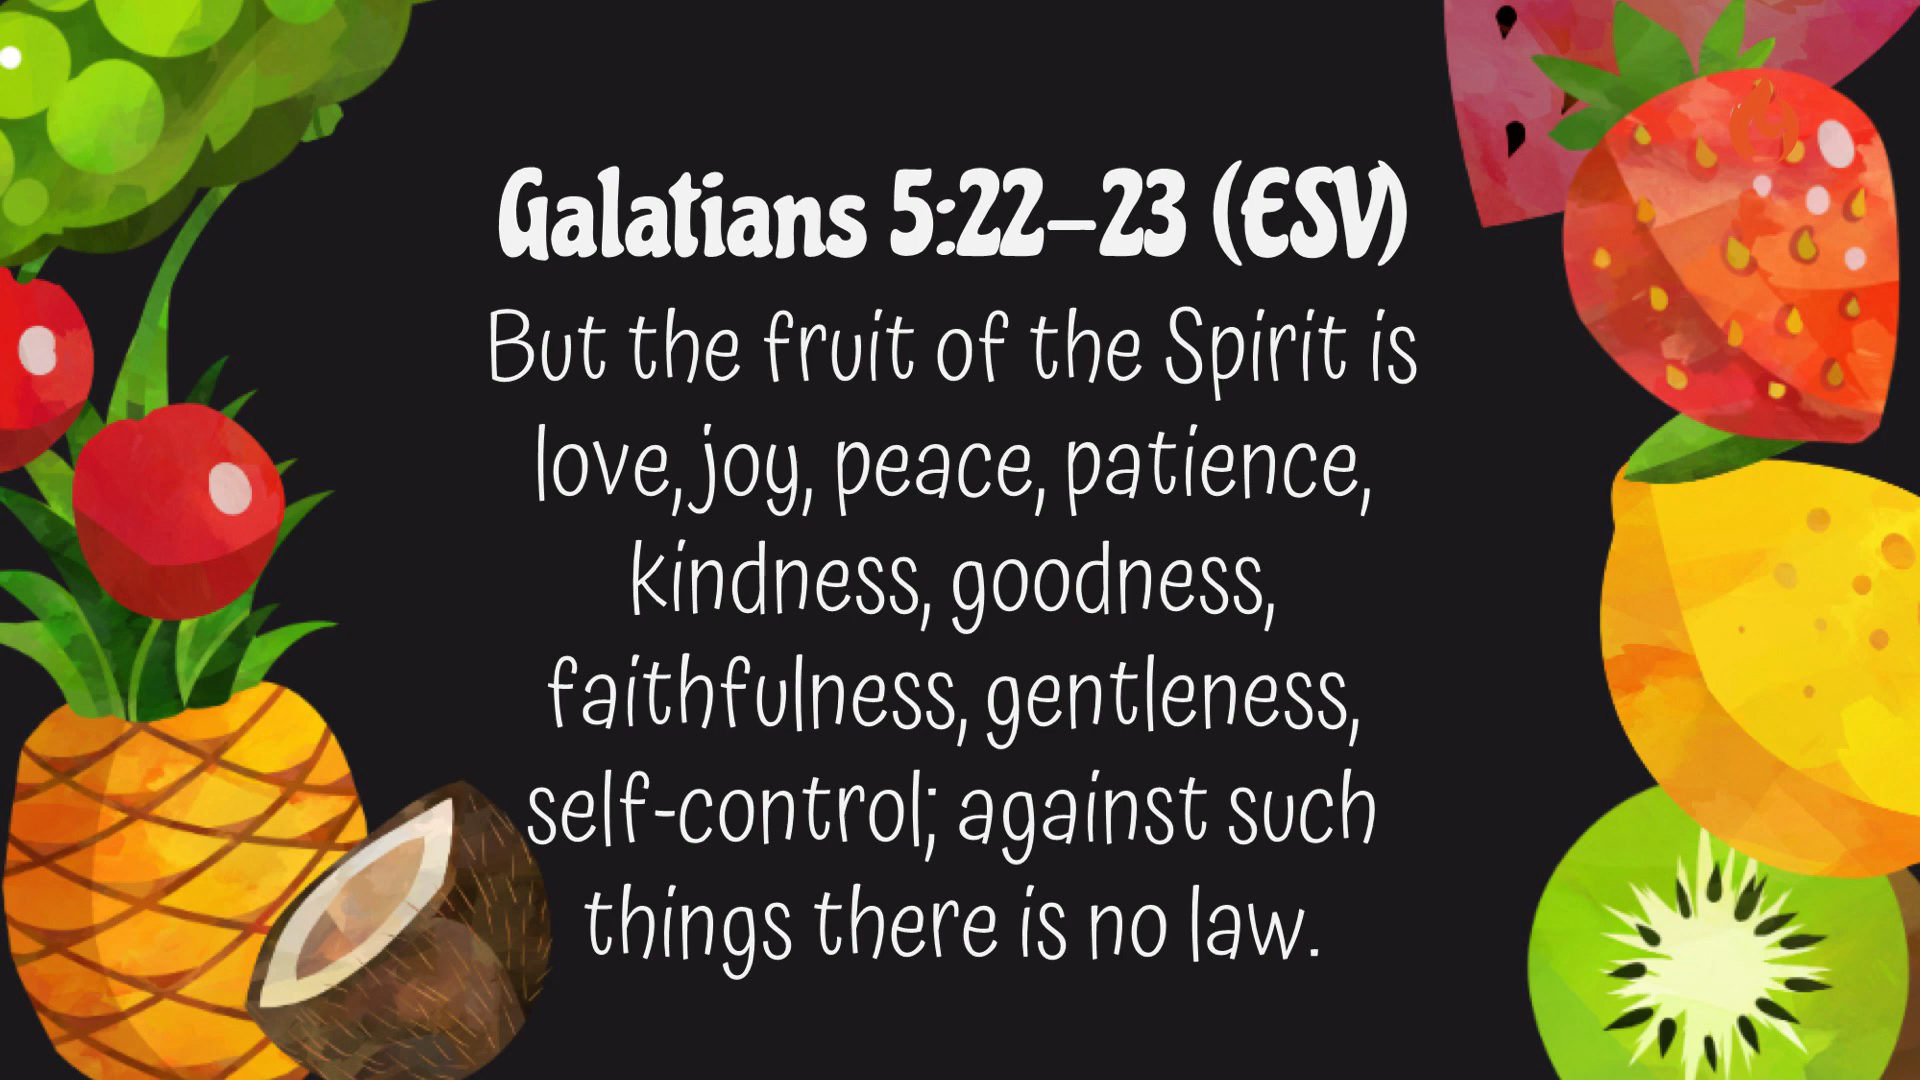 Galatians 5:22–23 (ESV)
But the fruit of the Spirit is
love, joy, peace, patience,
kindness, goodness,
faithfulness, gentleness,
self-control; against such
things there is no law.